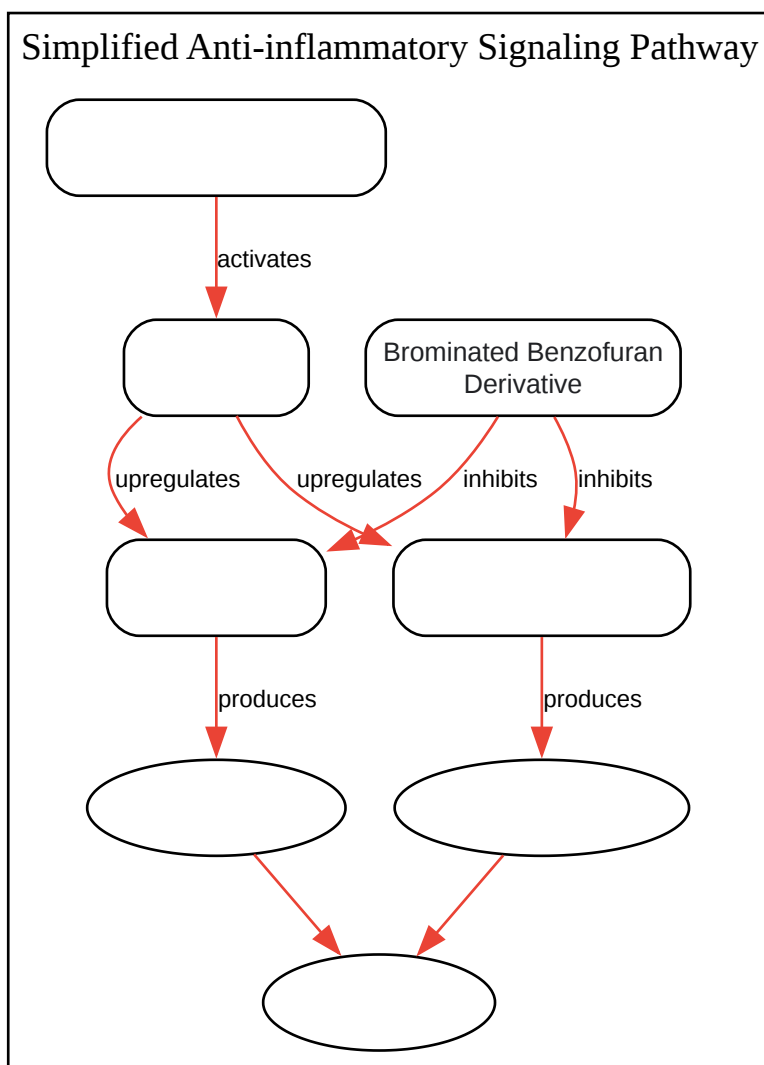 Simplified Anti-inflammatory Signaling Pathway
activates
Brominated Benzofuran
Derivative
upregulates
upregulates
inhibits
inhibits
produces
produces